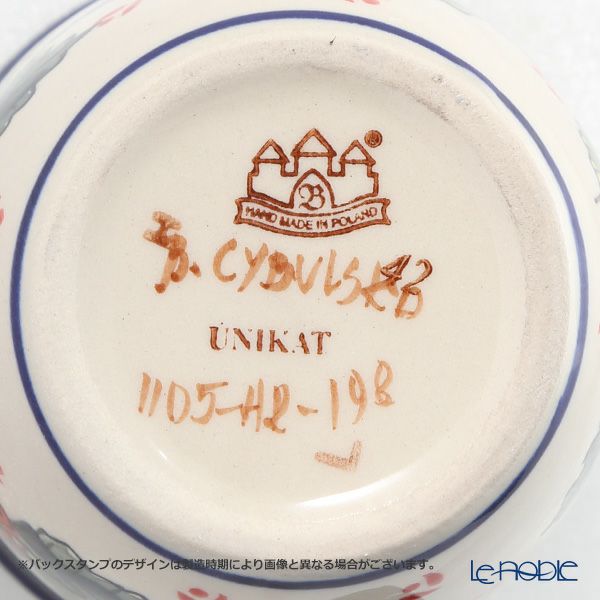 ®
B
HAND MADE IN POLAND
B. CYBULSKA
42
UNIKAT
1105-H2-198
※バックスタンプのデザインは製造時期により画像と異なる場合がございます。
Le-noble